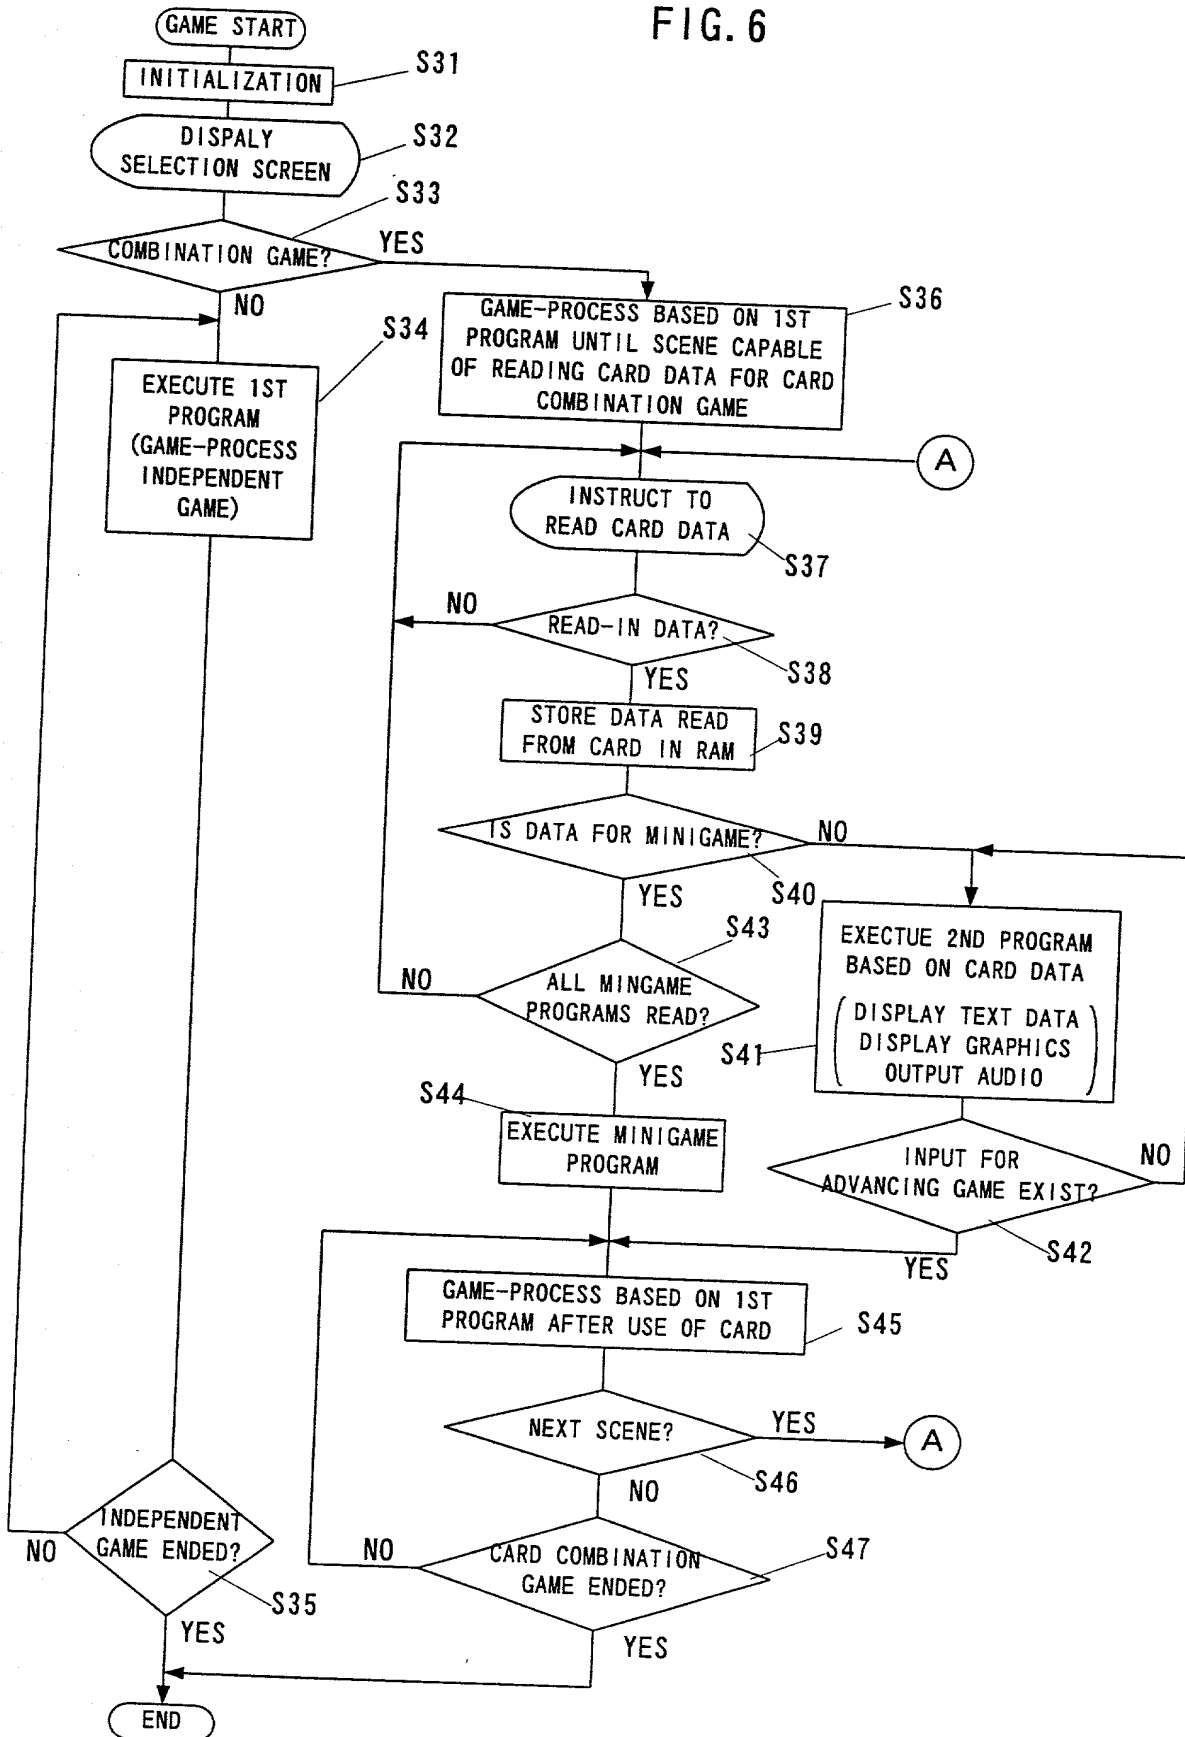 FIG. 6
GAME START
INITIALIZATION
S31
DISPALY
SELECTION SCREEN
S32
S33
COMBINATION GAME?
YES
NO
S34
EXECUTE 1ST
PROGRAM
(GAME-PROCESS
INDEPENDENT
GAME)
S36
GAME-PROCESS BASED ON 1ST
PROGRAM UNTIL SCENE CAPABLE
OF READING CARD DATA FOR CARD
COMBINATION GAME
A
INSTRUCT TO
READ CARD DATA
S37
NO
READ-IN DATA?
S38
YES
STORE DATA READ
FROM CARD IN RAM
S39
IS DATA FOR MINIGAME?
NO
S40
YES
S43
NO
ALL MINGAME
PROGRAMS READ?
YES
EXECTUE 2ND PROGRAM
BASED ON CARD DATA
DISPLAY TEXT DATA
DISPLAY GRAPHICS
OUTPUT AUDIO
S41
S44
EXECUTE MINIGAME
PROGRAM
INPUT FOR
ADVANCING GAME EXIST?
NO
S42
YES
GAME-PROCESS BASED ON 1ST
PROGRAM AFTER USE OF CARD
S45
NEXT SCENE?
YES
A
S46
NO
INDEPENDENT
GAME ENDED?
NO
S35
YES
NO
CARD COMBINATION
GAME ENDED?
S47
YES
END